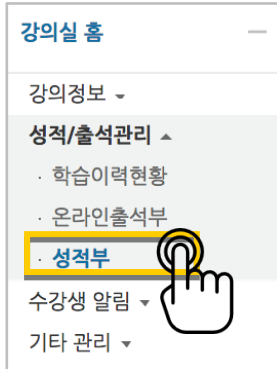 강의실 홈
강의정보
성적/출석관리
· 학습이력현황
· 온라인출석부
· 성적부
수강생 알림
기타 관리